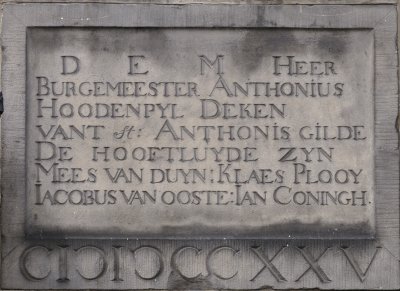 D E M HEER
BURGEMEESTER ANTHONIUS
HOODENPYL DEKEN
VANT St: ANTHONIS GILDE
DE HOOFTLUYDE ZYN
MEES VAN DUYN: KLAES PLOOY
IACOBUS VAN OOSTE: IAN CONINGH.
CIↃIↃCCXXV